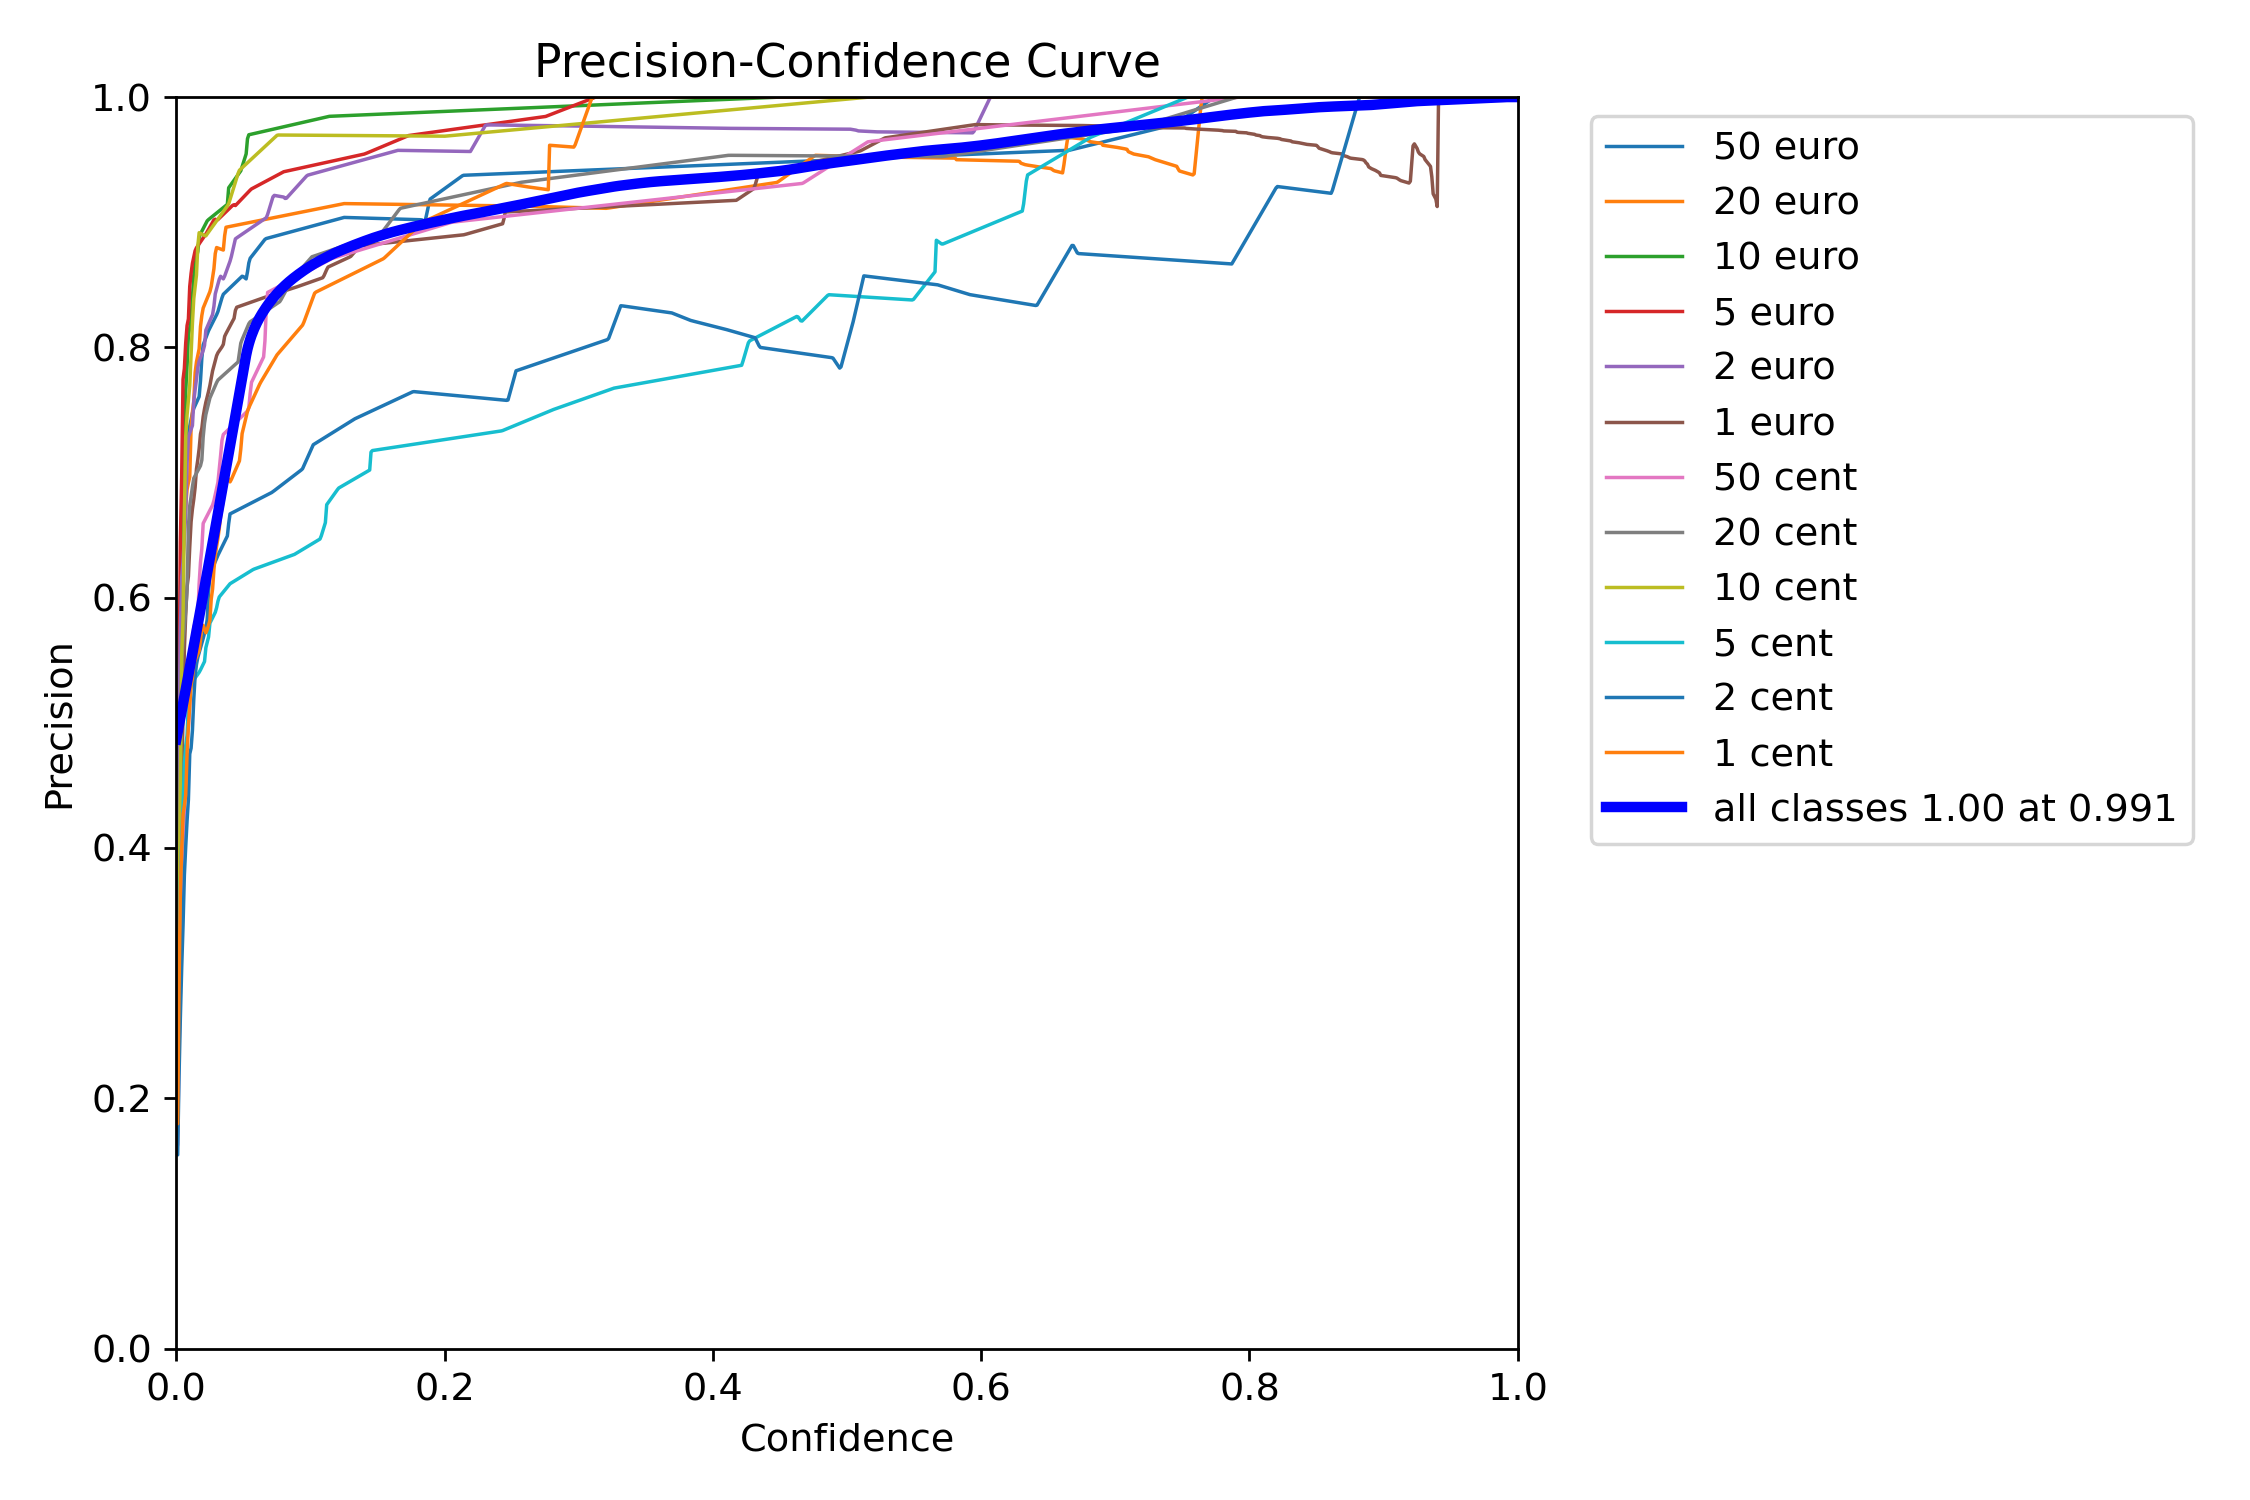 Precision-Confidence Curve
1.0
0.8
0.6
0.4
0.2
0.0
Precision
0.0 0.2 0.4 0.6 0.8 1.0
Confidence
50 euro
20 euro
10 euro
5 euro
2 euro
1 euro
50 cent
20 cent
10 cent
5 cent
2 cent
1 cent
all classes 1.00 at 0.991